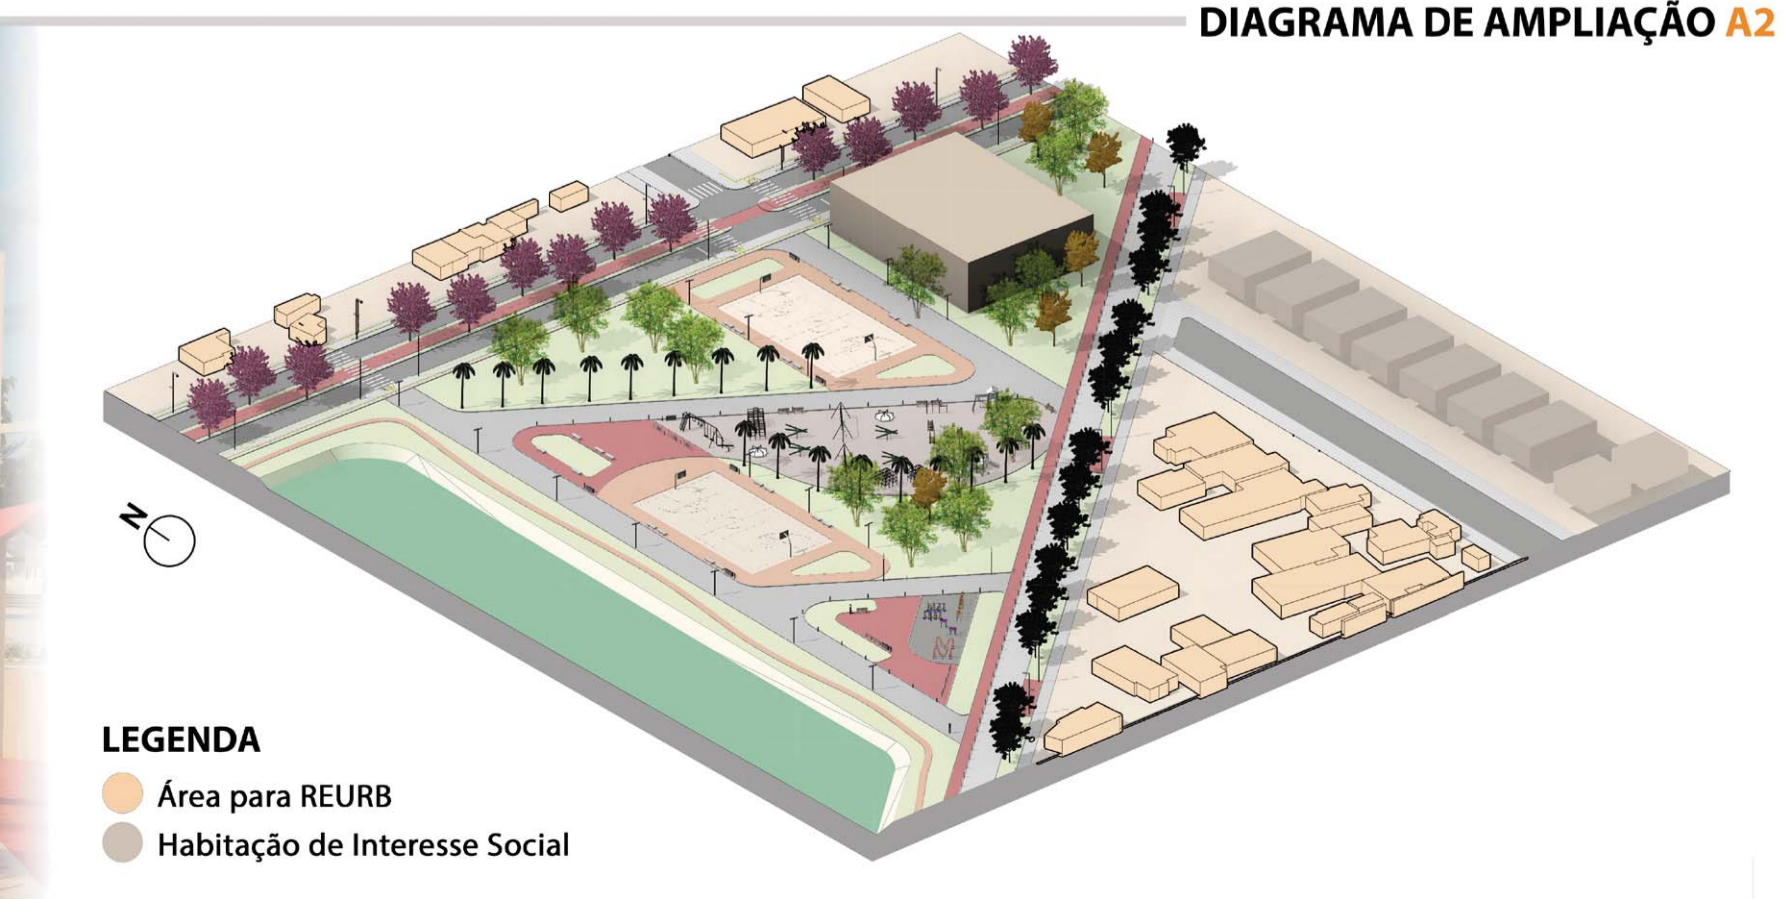 DIAGRAMA DE AMPLIAÇÃO A2
N
LEGENDA
Área para REURB
Habitação de Interesse Social